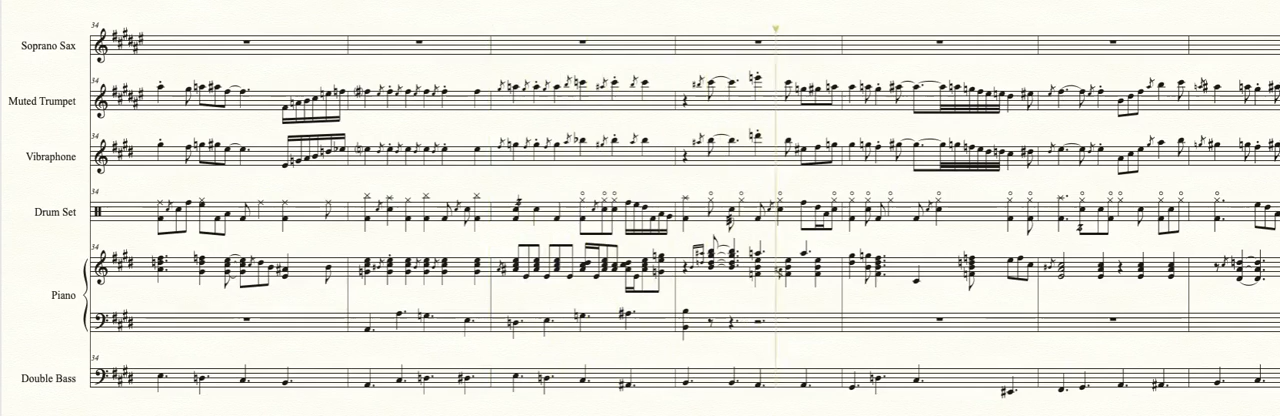 34
Soprano Sax
34
Muted Trumpet
34
Vibraphone
34
Drum Set
34
Piano
34
Double Bass